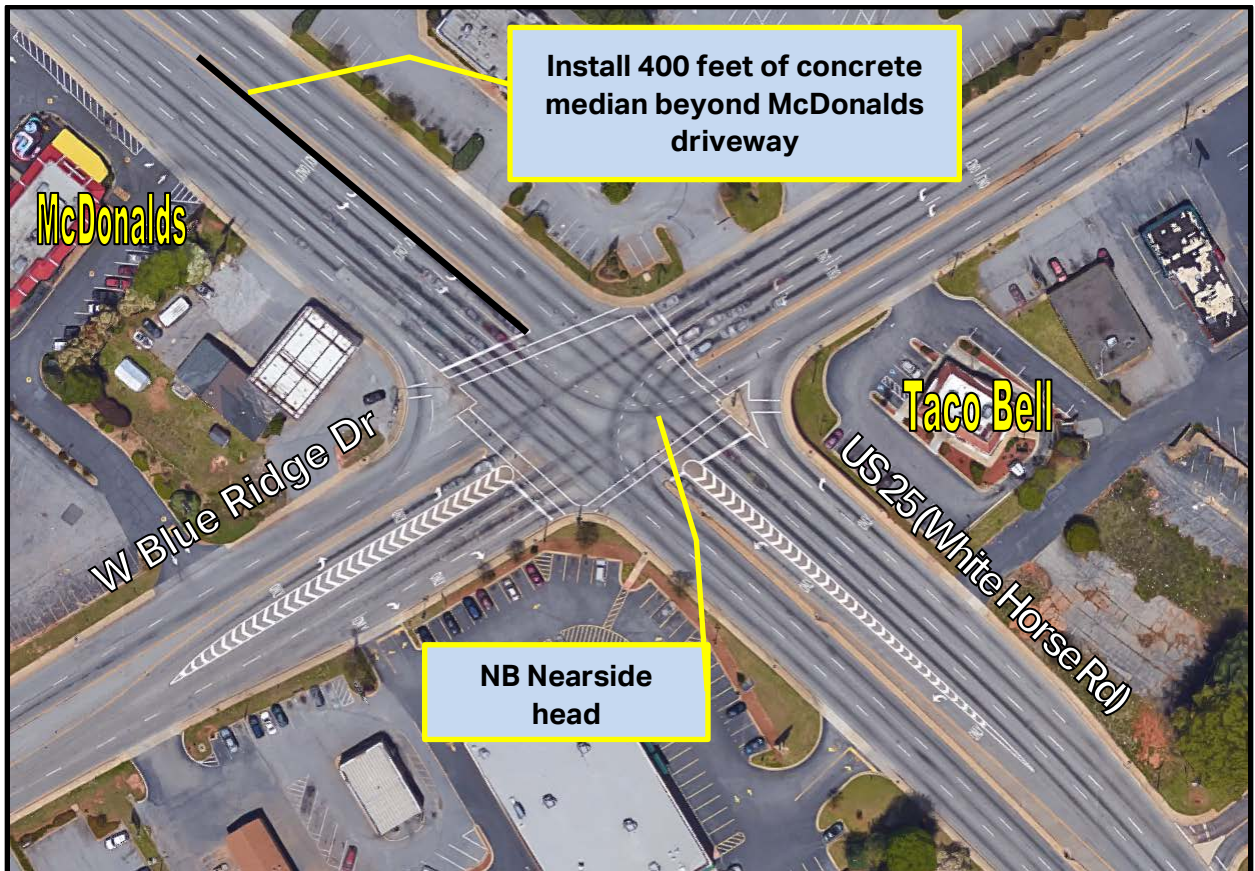 Install 400 feet of concrete
median beyond McDonalds
driveway
McDonalds
Taco Bell
W Blue Ridge Dr
US 25 (White Horse Rd)
NB Nearside
head